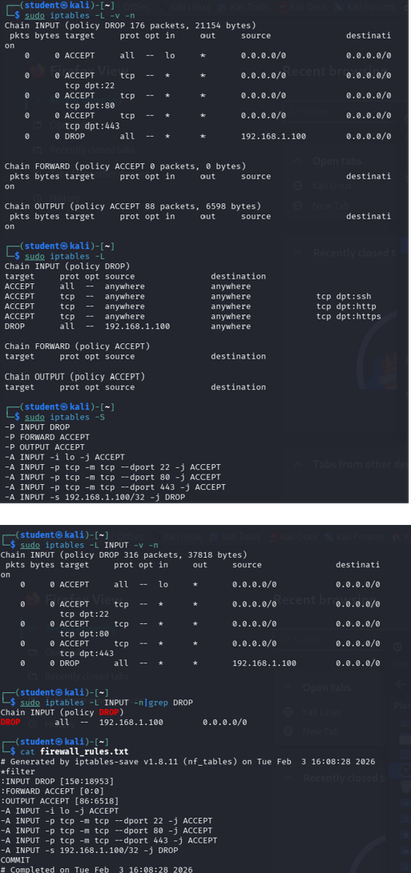 ┌──(student㉿kali)-[~]
└─$ sudo iptables -L -v -n
Chain INPUT (policy DROP 176 packets, 21154 bytes)
 pkts bytes target     prot opt in     out     source               destinati
on
    0     0 ACCEPT     all  --  lo     *       0.0.0.0/0            0.0.0.0/0
    0     0 ACCEPT     tcp  --  *      *       0.0.0.0/0            0.0.0.0/0
            tcp dpt:22
    0     0 ACCEPT     tcp  --  *      *       0.0.0.0/0            0.0.0.0/0
            tcp dpt:80
    0     0 ACCEPT     tcp  --  *      *       0.0.0.0/0            0.0.0.0/0
            tcp dpt:443
    0     0 DROP       all  --  *      *       192.168.1.100        0.0.0.0/0
Chain FORWARD (policy ACCEPT 0 packets, 0 bytes)
 pkts bytes target     prot opt in     out     source               destinati
on
Chain OUTPUT (policy ACCEPT 88 packets, 6598 bytes)
 pkts bytes target     prot opt in     out     source               destinati
on
┌──(student㉿kali)-[~]
└─$ sudo iptables -L
Chain INPUT (policy DROP)
target     prot opt source               destination
ACCEPT     all  --  anywhere             anywhere
ACCEPT     tcp  --  anywhere             anywhere             tcp dpt:ssh
ACCEPT     tcp  --  anywhere             anywhere             tcp dpt:http
ACCEPT     tcp  --  anywhere             anywhere             tcp dpt:https
DROP       all  --  192.168.1.100        anywhere
Chain FORWARD (policy ACCEPT)
target     prot opt source               destination
Chain OUTPUT (policy ACCEPT)
target     prot opt source               destination
┌──(student㉿kali)-[~]
└─$ sudo iptables -S
-P INPUT DROP
-P FORWARD ACCEPT
-P OUTPUT ACCEPT
-A INPUT -i lo -j ACCEPT
-A INPUT -p tcp -m tcp --dport 22 -j ACCEPT
-A INPUT -p tcp -m tcp --dport 80 -j ACCEPT
-A INPUT -p tcp -m tcp --dport 443 -j ACCEPT
-A INPUT -s 192.168.1.100/32 -j DROP
┌──(student㉿kali)-[~]
└─$ sudo iptables -L INPUT -v -n
Chain INPUT (policy DROP 316 packets, 37818 bytes)
 pkts bytes target     prot opt in     out     source               destinati
on
    0     0 ACCEPT     all  --  lo     *       0.0.0.0/0            0.0.0.0/0
    0     0 ACCEPT     tcp  --  *      *       0.0.0.0/0            0.0.0.0/0
            tcp dpt:22
    0     0 ACCEPT     tcp  --  *      *       0.0.0.0/0            0.0.0.0/0
            tcp dpt:80
    0     0 ACCEPT     tcp  --  *      *       0.0.0.0/0            0.0.0.0/0
            tcp dpt:443
    0     0 DROP       all  --  *      *       192.168.1.100        0.0.0.0/0
┌──(student㉿kali)-[~]
└─$ sudo iptables -L INPUT -n|grep DROP
Chain INPUT (policy DROP)
DROP       all  --  192.168.1.100        0.0.0.0/0
┌──(student㉿kali)-[~]
└─$ cat firewall_rules.txt
# Generated by iptables-save v1.8.11 (nf_tables) on Tue Feb  3 16:08:28 2026
*filter
:INPUT DROP [150:18953]
:FORWARD ACCEPT [0:0]
:OUTPUT ACCEPT [86:6518]
-A INPUT -i lo -j ACCEPT
-A INPUT -p tcp -m tcp --dport 22 -j ACCEPT
-A INPUT -p tcp -m tcp --dport 80 -j ACCEPT
-A INPUT -p tcp -m tcp --dport 443 -j ACCEPT
-A INPUT -s 192.168.1.100/32 -j DROP
COMMIT
# Completed on Tue Feb  3 16:08:28 2026